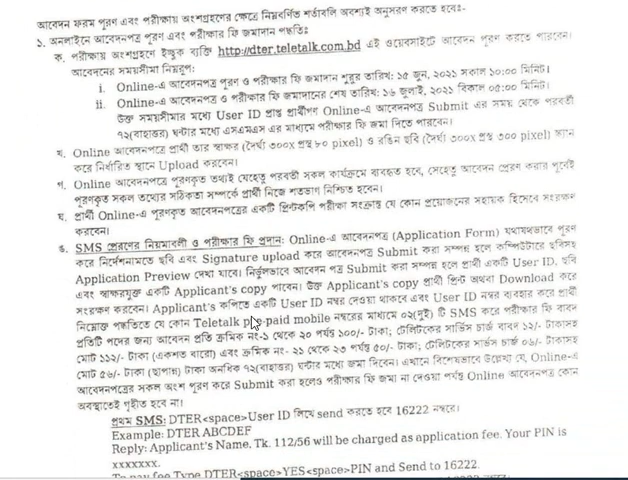 আবেদন ফরম পূরণ এবং পরীক্ষায় অংশগ্রহণের ক্ষেত্রে নিম্নবর্ণিত শর্তাবলি অবশ্যই অনুসরণ করতে হবেঃ-
১. অনলাইনে আবেদনপত্র পূরণ এবং পরীক্ষার ফি জমাদান পদ্ধতিঃ
ক. পরীক্ষায় অংশগ্রহণে ইচ্ছুক ব্যক্তি http://dter.teletalk.com.bd এই ওয়েবসাইটে আবেদন পূরণ করতে পারবেন।
আবেদনের সময়সীমা নিম্নরূপ:
i. Online-এ আবেদনপত্র পূরণ ও পরীক্ষার ফি জমাদান শুরুর তারিখ: ১৫ জুন, ২০২১ সকাল ১০:০০ মিনিট।
ii. Online-এ আবেদনপত্র ও পরীক্ষার ফি জমাদানের শেষ তারিখ: ১৬ জুলাই, ২০২১ বিকাল ০৫:০০ মিনিট।
উক্ত সময়সীমার মধ্যে User ID প্রাপ্ত প্রার্থীগণ Online-এ আবেদনপত্র Submit এর সময় থেকে পরবর্তী
৭২(বাহাত্তর) ঘন্টার মধ্যে এসএমএস এর মাধ্যমে পরীক্ষার ফি জমা দিতে পারবেন।
খ. Online আবেদনপত্রে প্রার্থী তার স্বাক্ষর (দৈর্ঘ্য ৩০০x প্রস্থ ৮০ pixel) ও রঙিন ছবি (দৈর্ঘ্য ৩০০x প্রস্থ ৩০০ pixel) স্ক্যান
করে নির্ধারিত স্থানে Upload করবেন।
গ. Online আবেদনপত্রে পূরণকৃত তথ্যই যেহেতু পরবর্তী সকল কার্যক্রমে ব্যবহৃত হবে, সেহেতু আবেদন প্রেরণ করার পূর্বেই
পূরণকৃত সকল তথ্যের সঠিকতা সম্পর্কে প্রার্থী নিজে শতভাগ নিশ্চিত হবেন।
ঘ. প্রার্থী Online-এ পূরণকৃত আবেদনপত্রের একটি প্রিন্টকপি পরীক্ষা সংক্রান্ত যে কোন প্রয়োজনের সহায়ক হিসেবে সংরক্ষণ
করবেন।
ঙ. SMS প্রেরণের নিয়মাবলী ও পরীক্ষার ফি প্রদান: Online-এ আবেদনপত্র (Application Form) যথাযথভাবে পূরণ
করে নির্দেশনামতে ছবি এবং Signature upload করে আবেদনপত্র Submit করা সম্পন্ন হলে কম্পিউটারে ছবিসহ
Application Preview দেখা যাবে। নির্ভুলভাবে আবেদন পত্র Submit করা সম্পন্ন হলে প্রার্থী একটি User ID, ছবি
এবং স্বাক্ষরযুক্ত একটি Applicant's copy পাবেন। উক্ত Applicant's copy প্রার্থী প্রিন্ট অথবা Download করে
সংরক্ষণ করবেন। Applicant's কপিতে একটি User ID নম্বর দেওয়া থাকবে এবং User ID নম্বর ব্যবহার করে প্রার্থী
নিম্নোক্ত পদ্ধতিতে যে কোন Teletalk pre-paid mobile নম্বরের মাধ্যমে ০২(দুই) টি SMS করে পরীক্ষার ফি বাবদ
প্রতিটি পদের জন্য আবেদন প্রতি ক্রমিক নং-১ থেকে ২০ পর্যন্ত ১০০/- টাকা; টেলিটকের সার্ভিস চার্জ বাবদ ১২/- টাকাসহ
মোট ১১২/- টাকা (একশত বারো) এবং ক্রমিক নং- ২১ থেকে ২৩ পর্যন্ত ৫০/- টাকা; টেলিটকের সার্ভিস চার্জ ০৬/- টাকাসহ
মোট ৫৬/- টাকা (ছাপান্ন) টাকা অনধিক ৭২(বাহাত্তর) ঘন্টার মধ্যে জমা দিবেন। এখানে বিশেষভাবে উল্লেখ্য যে, Online-এ
আবেদনপত্রের সকল অংশ পূরণ করে Submit করা হলেও পরীক্ষার ফি জমা না দেওয়া পর্যন্ত Online আবেদনপত্র কোন
অবস্থাতেই গৃহীত হবে না।
প্রথম SMS: DTER<space>User ID লিখে send করতে হবে 16222 নম্বরে।
Example: DTER ABCDEF
Reply: Applicant's Name, Tk. 112/56 will be charged as application fee. Your PIN is
xxxxxxx.
To pay fee Type DTER<space>YES<space>PIN and Send to 16222.
16222 নম্বরে।